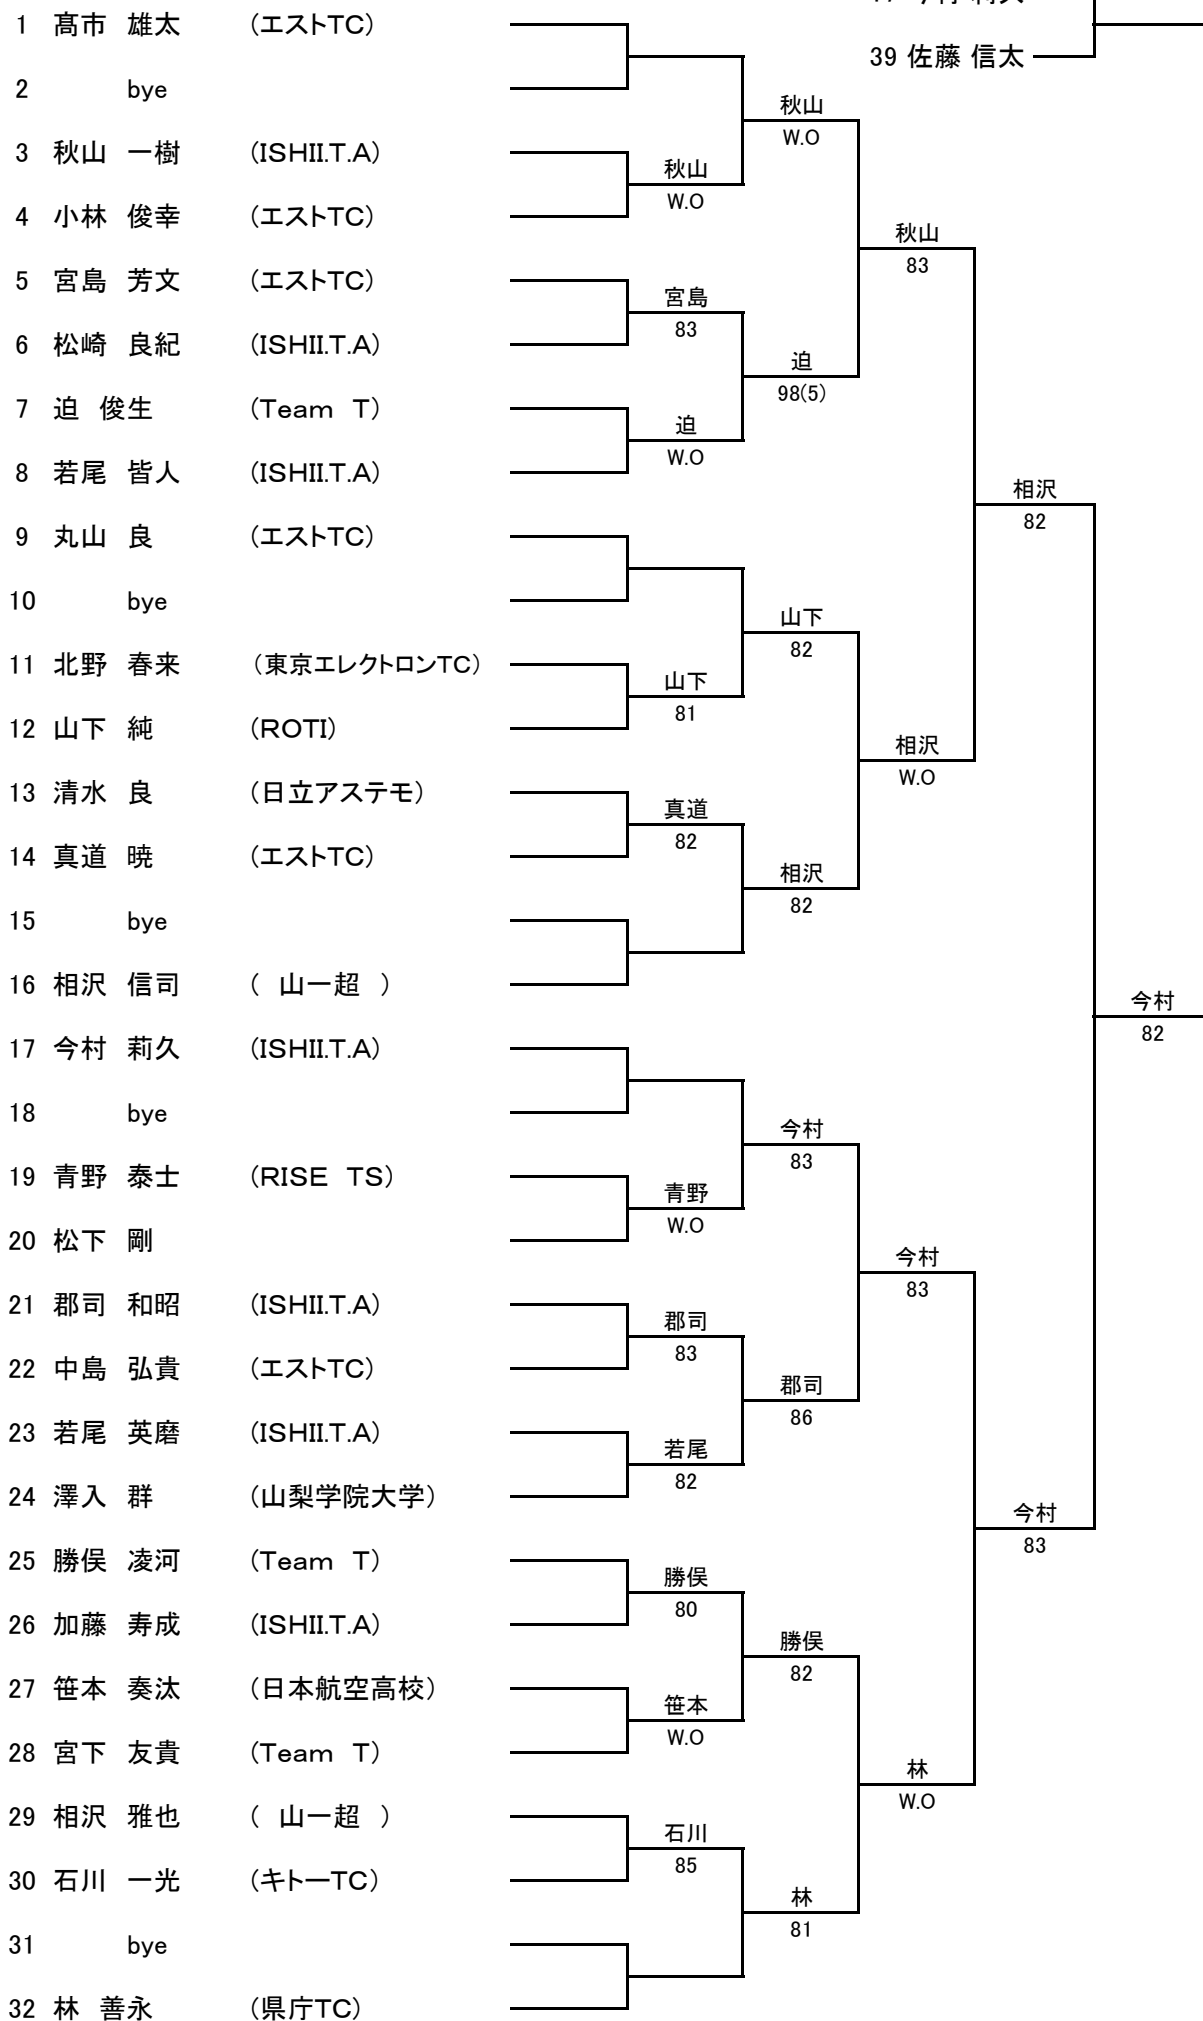 39 佐藤 信太
1 髙市 雄太 (エストTC)
2 bye
秋山
W.O
3 秋山 一樹 (ISHII.T.A)
秋山
W.O
4 小林 俊幸 (エストTC)
秋山
83
5 宮島 芳文 (エストTC)
宮島
83
6 松崎 良紀 (ISHII.T.A)
迫
98(5)
7 迫 俊生 (Team T)
迫
W.O
8 若尾 皆人 (ISHII.T.A)
相沢
82
9 丸山 良 (エストTC)
10 bye
山下
82
11 北野 春来 (東京エレクトロンTC)
山下
81
12 山下 純 (ROTI)
相沢
W.O
13 清水 良 (日立アステモ)
真道
82
14 真道 暁 (エストTC)
相沢
82
15 bye
16 相沢 信司 ( 山一超 )
今村
82
17 今村 莉久 (ISHII.T.A)
18 bye
今村
83
19 青野 泰士 (RISE TS)
青野
W.O
20 松下 剛
今村
83
21 郡司 和昭 (ISHII.T.A)
郡司
83
22 中島 弘貴 (エストTC)
郡司
86
23 若尾 英磨 (ISHII.T.A)
若尾
82
24 澤入 群 (山梨学院大学)
今村
83
25 勝俣 凌河 (Team T)
勝俣
80
26 加藤 寿成 (ISHII.T.A)
勝俣
82
27 笹本 奏汰 (日本航空高校)
笹本
W.O
28 宮下 友貴 (Team T)
林
W.O
29 相沢 雅也 ( 山一超 )
石川
85
30 石川 一光 (キトーTC)
林
81
31 bye
32 林 善永 (県庁TC)